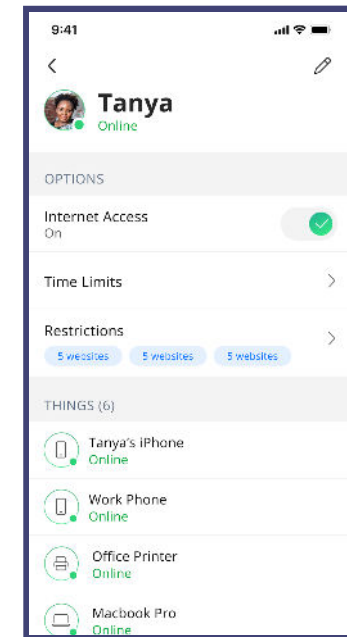 9:41
Tanya
Online
OPTIONS
Internet Access
On
Time Limits
Restrictions
5 websites 5 websites 5 websites
THINGS (6)
Tanya's iPhone
Online
Work Phone
Online
Office Printer
Online
Macbook Pro
Online